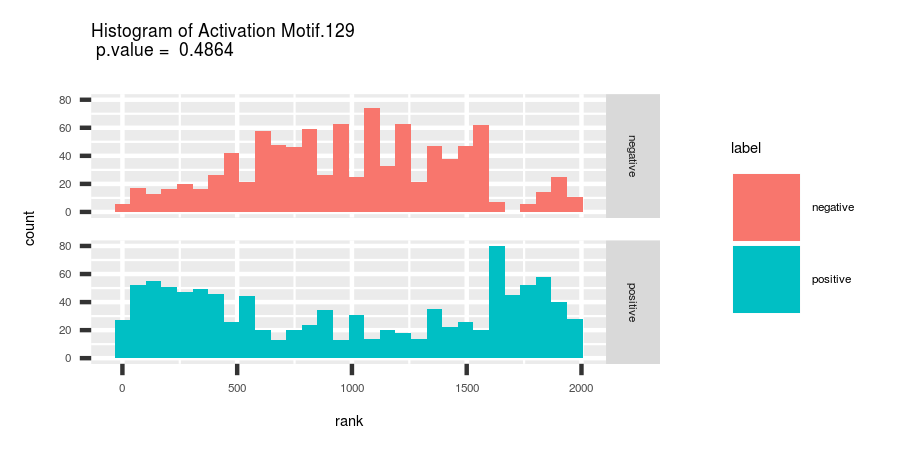 Histogram of Activation Motif.129
p.value = 0.4864
count
80
60
40
20
0
negative
80
60
40
20
0
positive
0 500 1000 1500 2000
rank
label
negative
positive